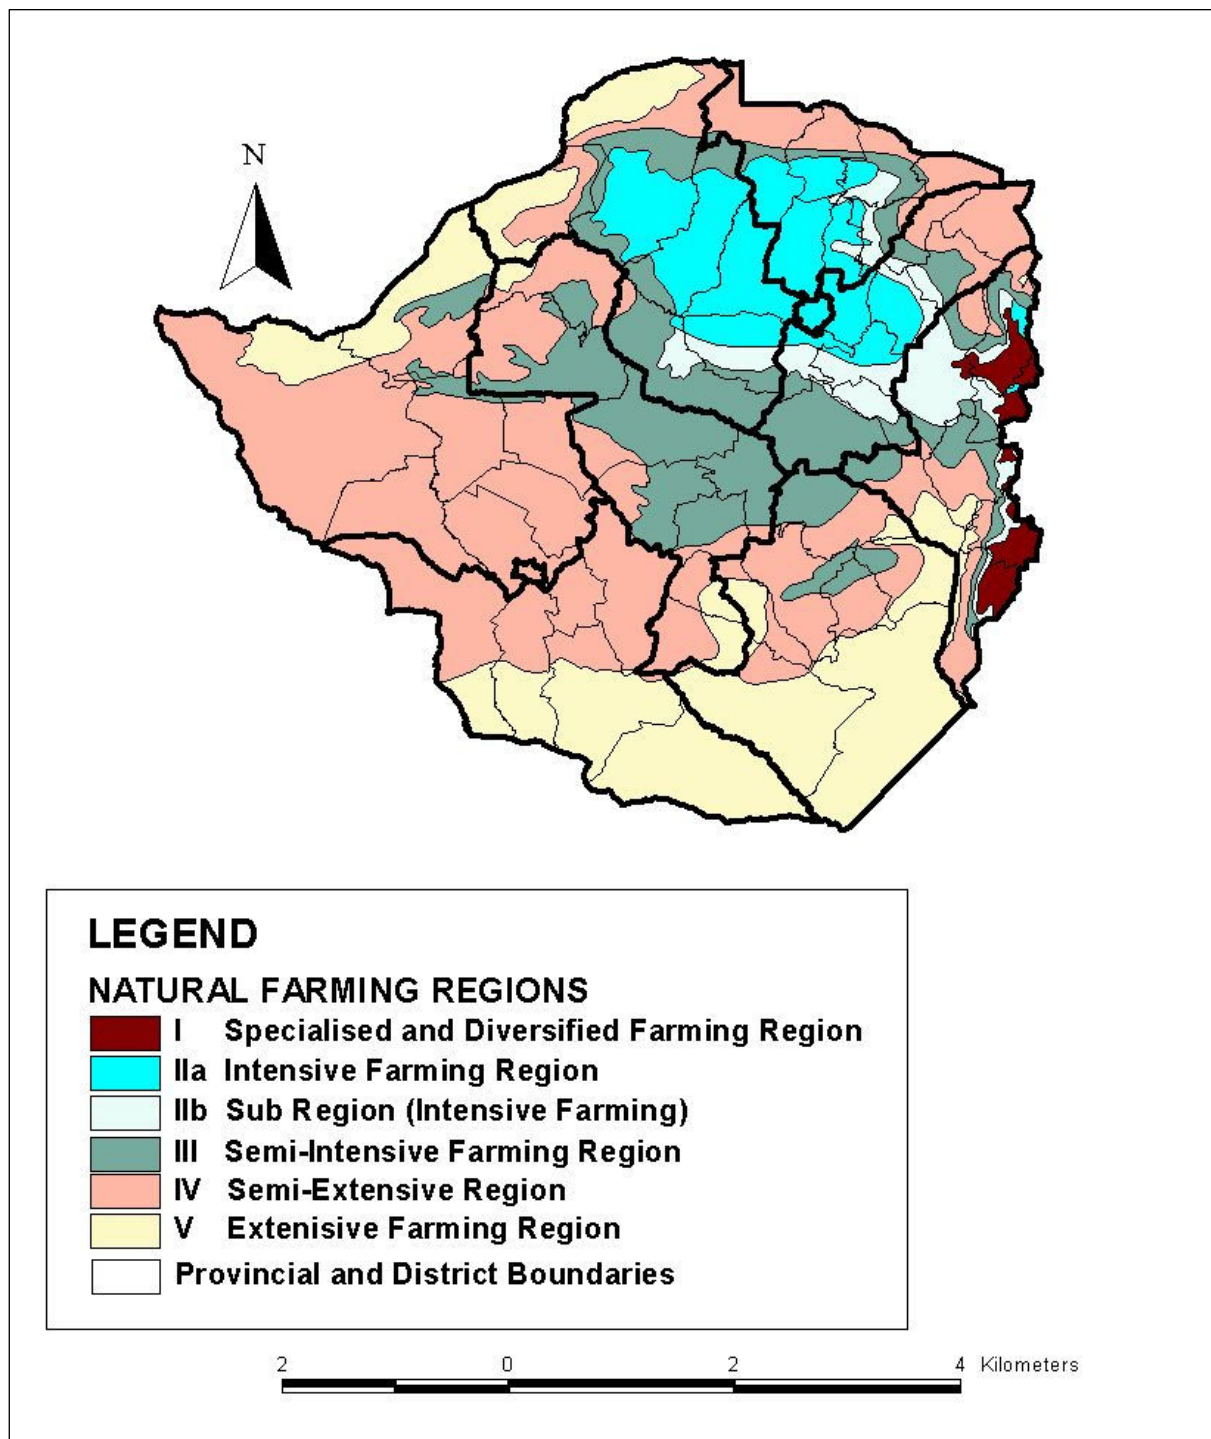 N
LEGEND
NATURAL FARMING REGIONS
I Specialised and Diversified Farming Region
IIa Intensive Farming Region
IIb Sub Region (Intensive Farming)
III Semi-Intensive Farming Region
IV Semi-Extensive Region
V Extenisive Farming Region
Provincial and District Boundaries
2 0 2 4 Kilometers